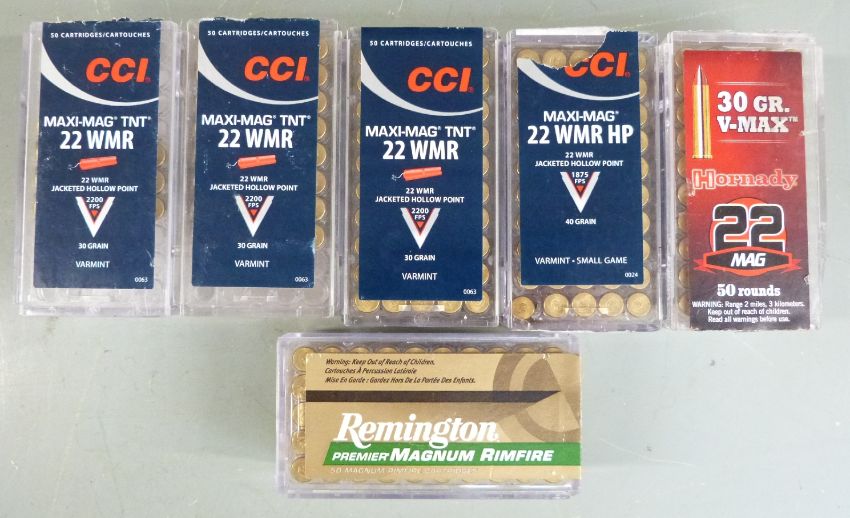 50 CARTRIDGES/CARTOUCHES
CCI®
MAXI-MAG® TNT®
22 WMR
22 WMR
JACKETED HOLLOW POINT
2200
FPS
30 GRAIN
VARMINT
0063
50 CARTRIDGES/CARTOUCHES
CCI®
MAXI-MAG® TNT®
22 WMR
22 WMR
JACKETED HOLLOW POINT
2200
FPS
30 GRAIN
VARMINT
0063
50 CARTRIDGES/CARTOUCHES
CCI®
MAXI-MAG® TNT®
22 WMR
22 WMR
JACKETED HOLLOW POINT
2200
FPS
30 GRAIN
VARMINT
0063
CCI®
MAXI-MAG®
22 WMR HP
22 WMR
JACKETED HOLLOW POINT
1875
FPS
40 GRAIN
VARMINT • SMALL GAME
0024
30 GR.
V-MAX™
Hornady
22
MAG
50 rounds
WARNING: Range 2 miles, 3 kilometers.
Keep out of reach of children.
Read all warnings before use.
Warning: Keep Out of Reach of Children.
Cartouches À Percussion Latérale
Mise En Garde : Gardez Hors De La Portée Des Enfants.
Remington
PREMIER® MAGNUM RIMFIRE
50 MAGNUM RIMFIRE CARTRIDGES